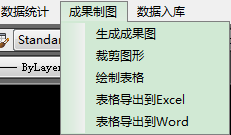 数据统计 成果制图 数据入库
生成成果图
Standar
裁剪图形
绘制表格
ByLayer
表格导出到Excel
表格导出到Word